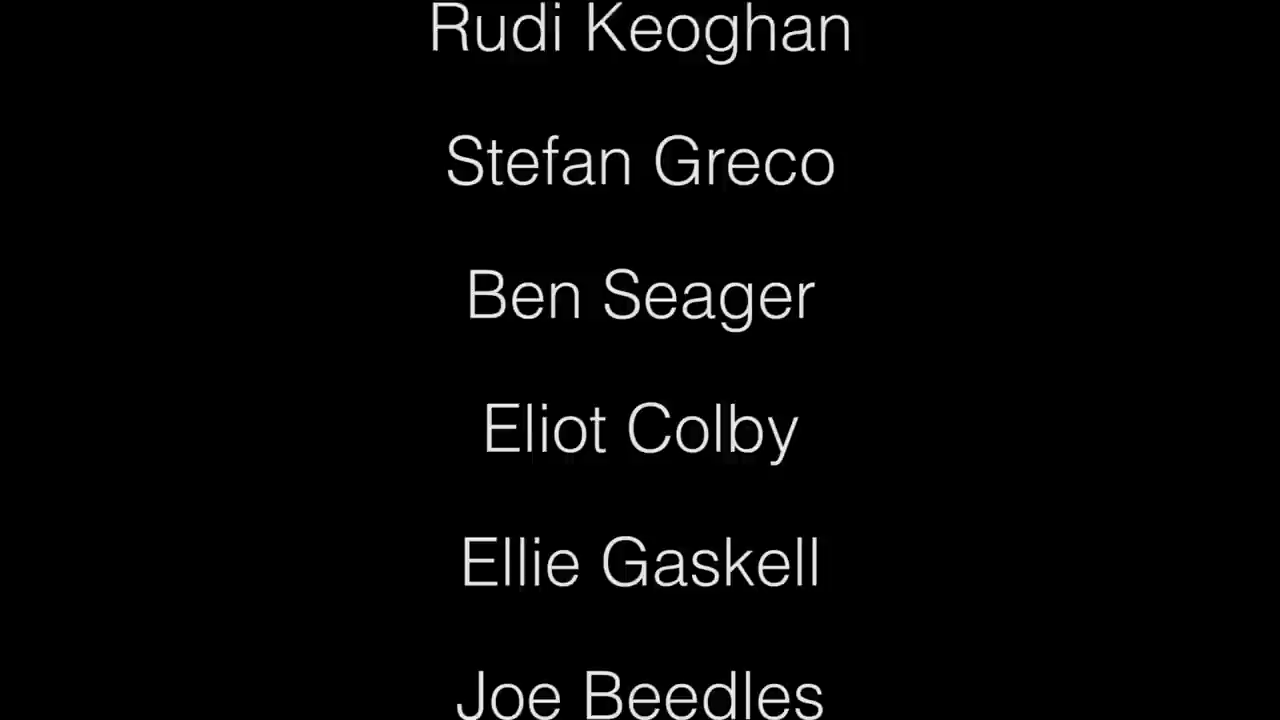 Rudi Keoghan
Stefan Greco
Ben Seager
Eliot Colby
Ellie Gaskell
Joe Beedles